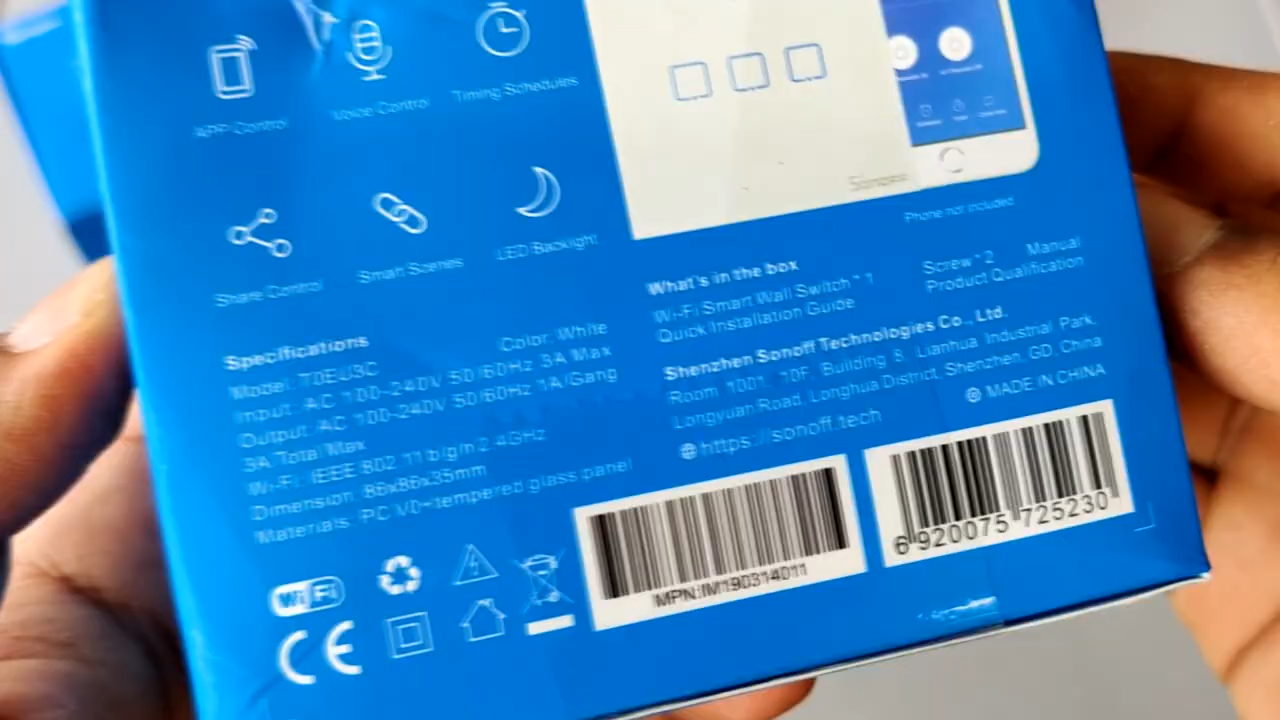 APP Control
Voice Control
Timing Schedules
Share Control
Smart Scenes
LED Backlight
Sonoff
Phone not included
Specifications
Color: White
Model: T0EU3C
Input: AC 100-240V 50/60Hz 3A Max
Output: AC 100-240V 50/60Hz 1A/Gang
3A Total Max
Wi-Fi: IEEE 802.11 b/g/n 2.4GHz
Dimension: 86x86x35mm
Materials: PC V0+tempered glass panel
What's in the box
Wi-Fi Smart Wall Switch * 1
Screw * 2 Manual
Quick Installation Guide
Product Qualification
Shenzhen Sonoff Technologies Co., Ltd.
Room 1001, 10F, Building 8, Lianhua Industrial Park,
Longyuan Road, Longhua District, Shenzhen, GD, China
https://sonoff.tech
MADE IN CHINA
MPN:IM190314011
6 920075 725230
Wi Fi
CE